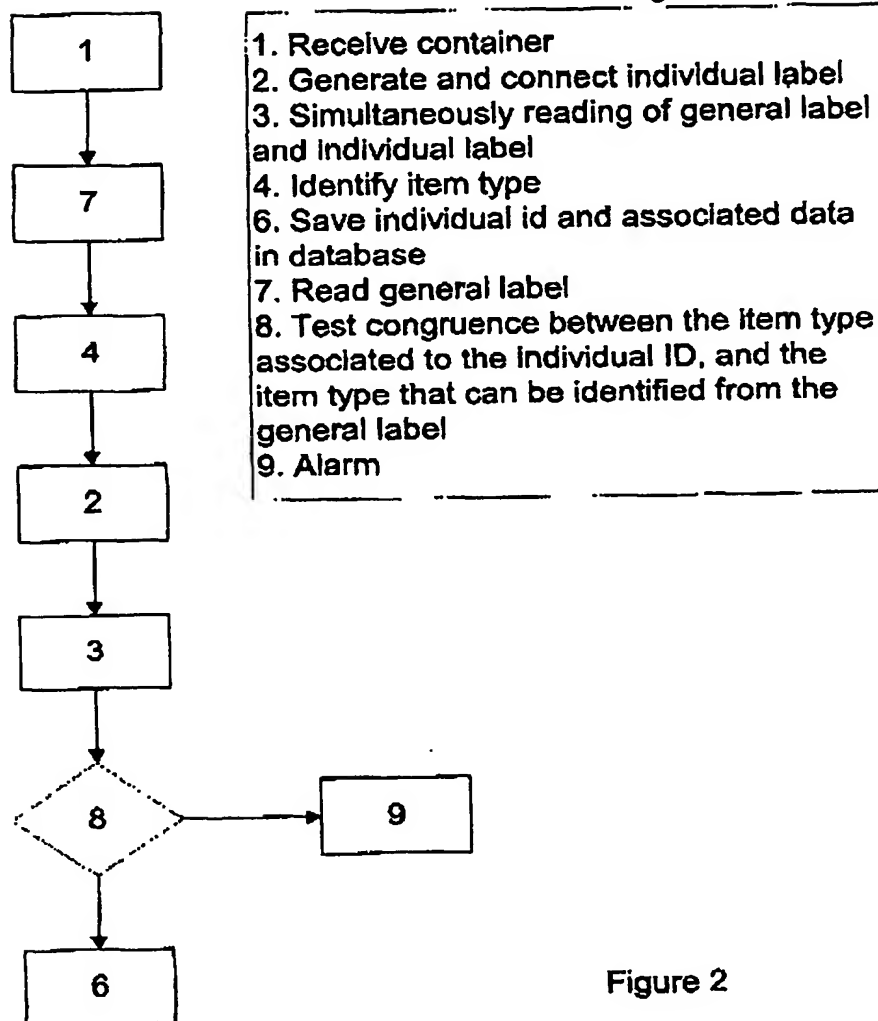 1
1. Receive container
2. Generate and connect individual label
3. Simultaneously reading of general label
and individual label
4. Identify item type
6. Save individual id and associated data
in database
7. Read general label
8. Test congruence between the item type
associated to the individual ID, and the
item type that can be identified from the
general label
9. Alarm
7
4
2
3
8
9
6
Figure 2